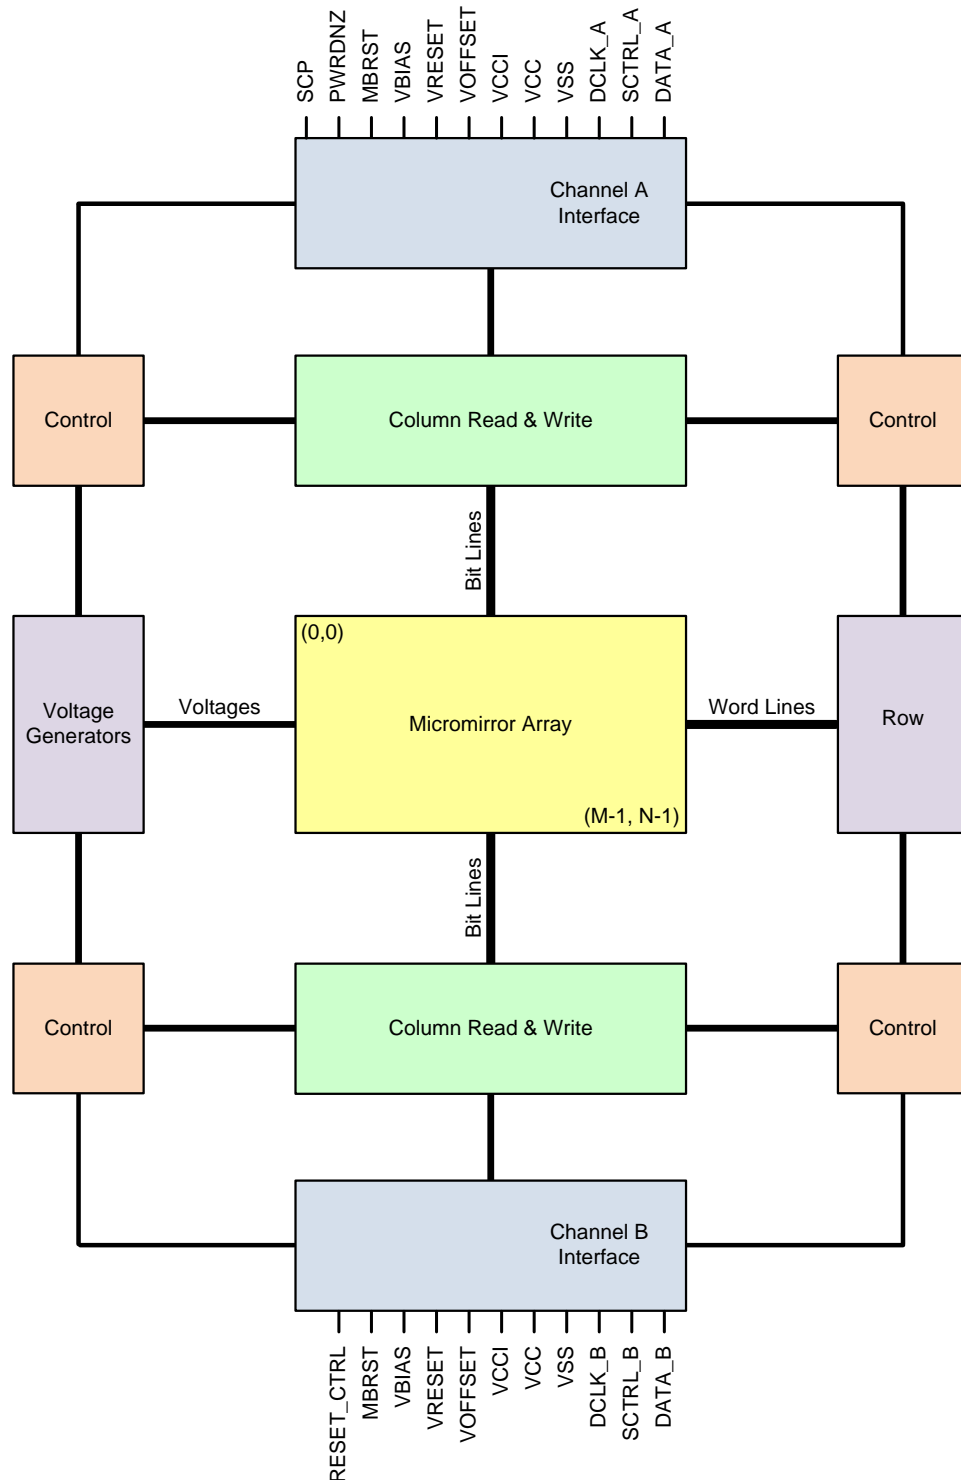 SCP
PWRDNZ
MBRST
VBIAS
VRESET
VOFFSET
VCCI
VCC
VSS
DCLK_A
SCTRL_A
DATA_A
Channel A
Interface
Control
Column Read & Write
Control
Bit Lines
(0,0)
Voltage
Generators
Voltages
Micromirror Array
Word Lines
Row
(M-1, N-1)
Bit Lines
Control
Column Read & Write
Control
Channel B
Interface
RESET_CTRL
MBRST
VBIAS
VRESET
VOFFSET
VCCI
VCC
VSS
DCLK_B
SCTRL_B
DATA_B